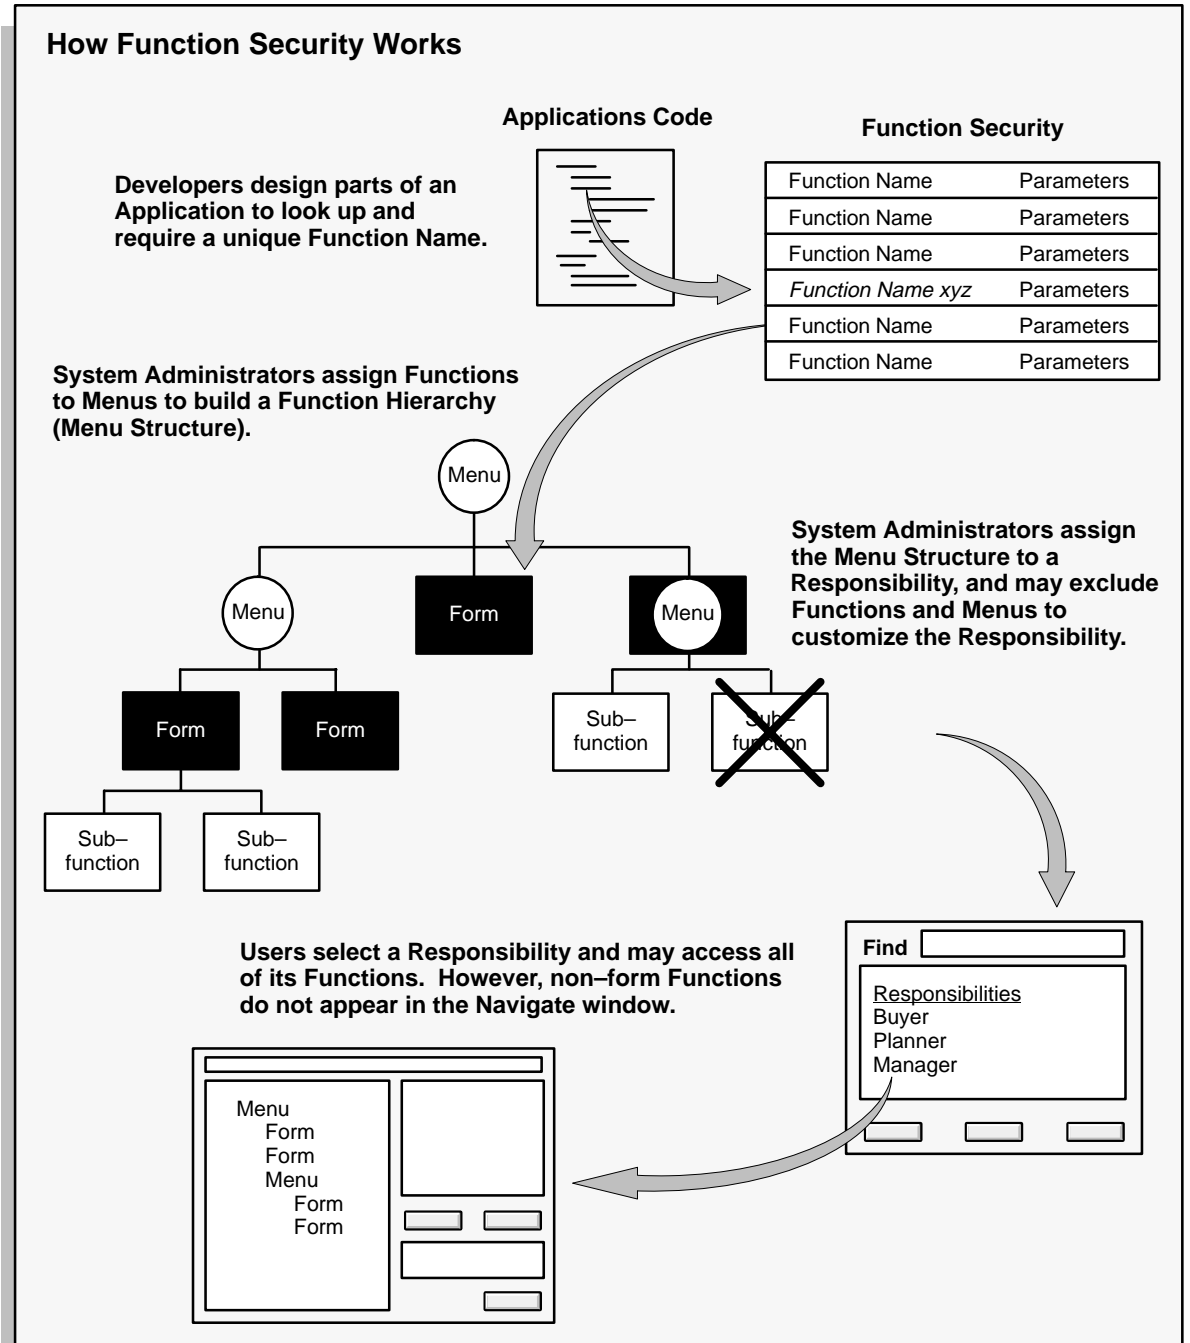 How Function Security Works
Applications Code
Function Security
Developers design parts of an
Application to look up and
require a unique Function Name.
Function Name Parameters
Function Name Parameters
Function Name Parameters
Function Name xyz Parameters
Function Name Parameters
Function Name Parameters
System Administrators assign Functions
to Menus to build a Function Hierarchy
(Menu Structure).
Menu
System Administrators assign
the Menu Structure to a
Responsibility, and may exclude
Functions and Menus to
customize the Responsibility.
Menu
Form
Menu
Form
Form
Sub–
function
Sub–
function
Sub–
function
Sub–
function
Users select a Responsibility and may access all
of its Functions. However, non–form Functions
do not appear in the Navigate window.
Find
Responsibilities
Buyer
Planner
Manager
Menu
Form
Form
Menu
Form
Form